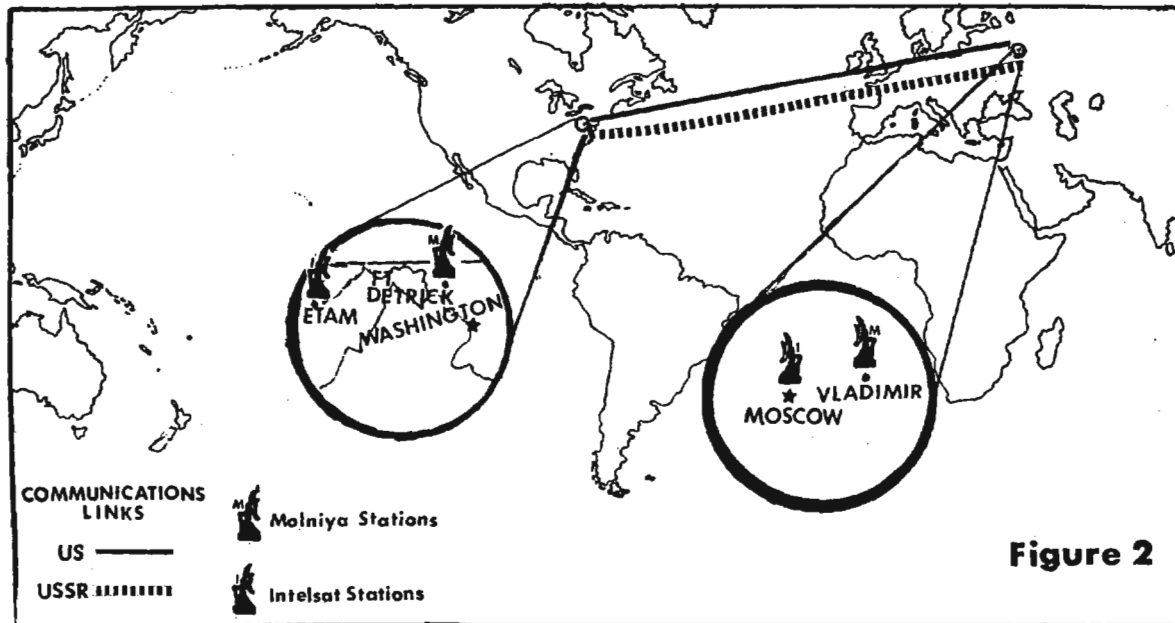 I
M
FT
DETRICK
ETAM
WASHINGTON
I
M
VLADIMIR
MOSCOW
COMMUNICATIONS
LINKS
US
USSR
M
Molniya Stations
I
Intelsat Stations
Figure 2